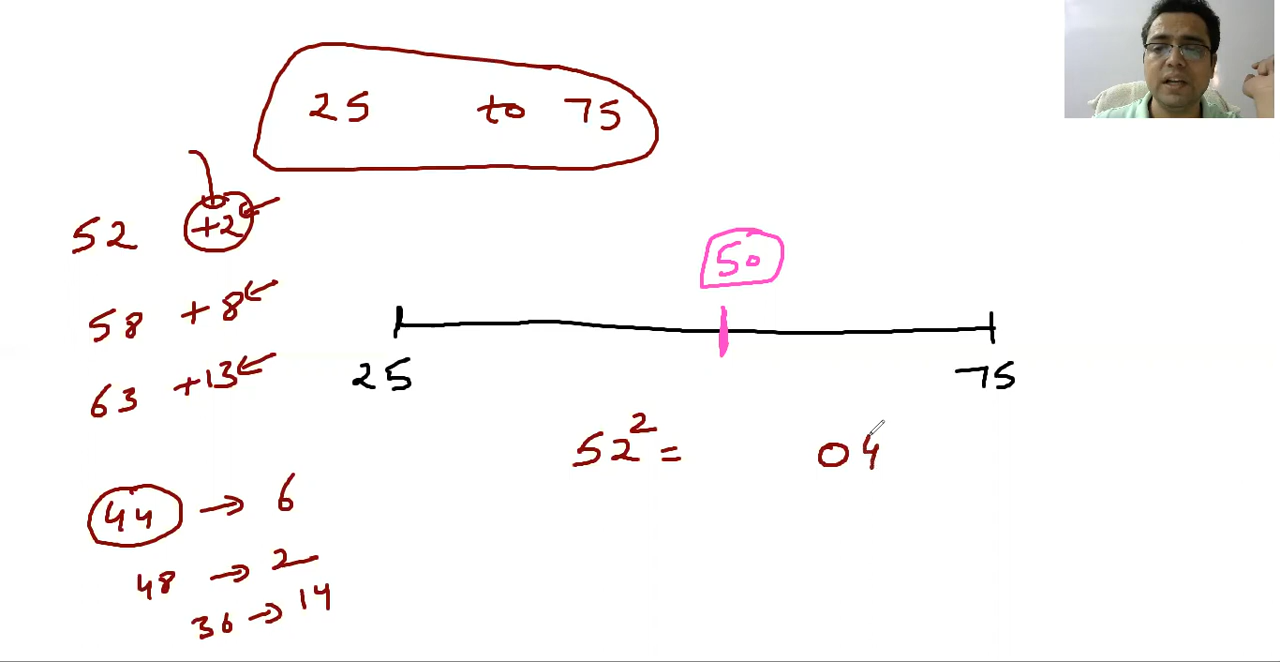 25 to 75
52 +2
50
58 +8
63 +13
25 75
52² = 04
44 → 6
48 → 2
36 → 14